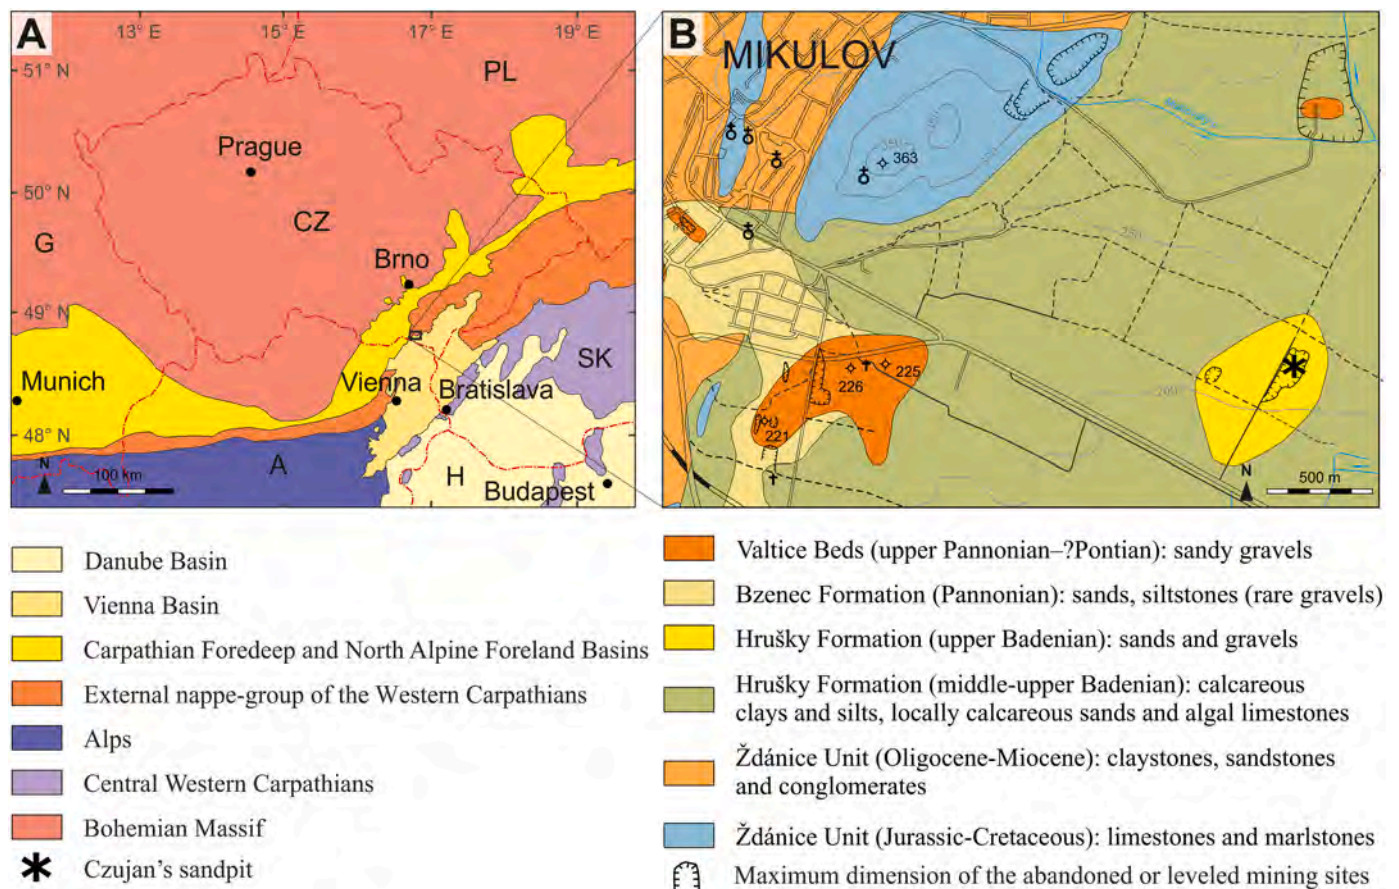 A
13° E
15° E
17° E
19° E
51° N
PL
Prague
50° N
CZ
G
Brno
49° N
SK
Munich
Vienna
Bratislava
48° N
A
N
100 km
H
Budapest
B
MIKULOV
363
350
250
226
225
221
N
500 m
Danube Basin
Vienna Basin
Carpathian Foredeep and North Alpine Foreland Basins
External nappe-group of the Western Carpathians
Alps
Central Western Carpathians
Bohemian Massif
Czujan’s sandpit
Valtice Beds (upper Pannonian–?Pontian): sandy gravels
Bzenec Formation (Pannonian): sands, siltstones (rare gravels)
Hrušky Formation (upper Badenian): sands and gravels
Hrušky Formation (middle-upper Badenian): calcareous
clays and silts, locally calcareous sands and algal limestones
Ždánice Unit (Oligocene-Miocene): claystones, sandstones
and conglomerates
Ždánice Unit (Jurassic-Cretaceous): limestones and marlstones
Maximum dimension of the abandoned or leveled mining sites